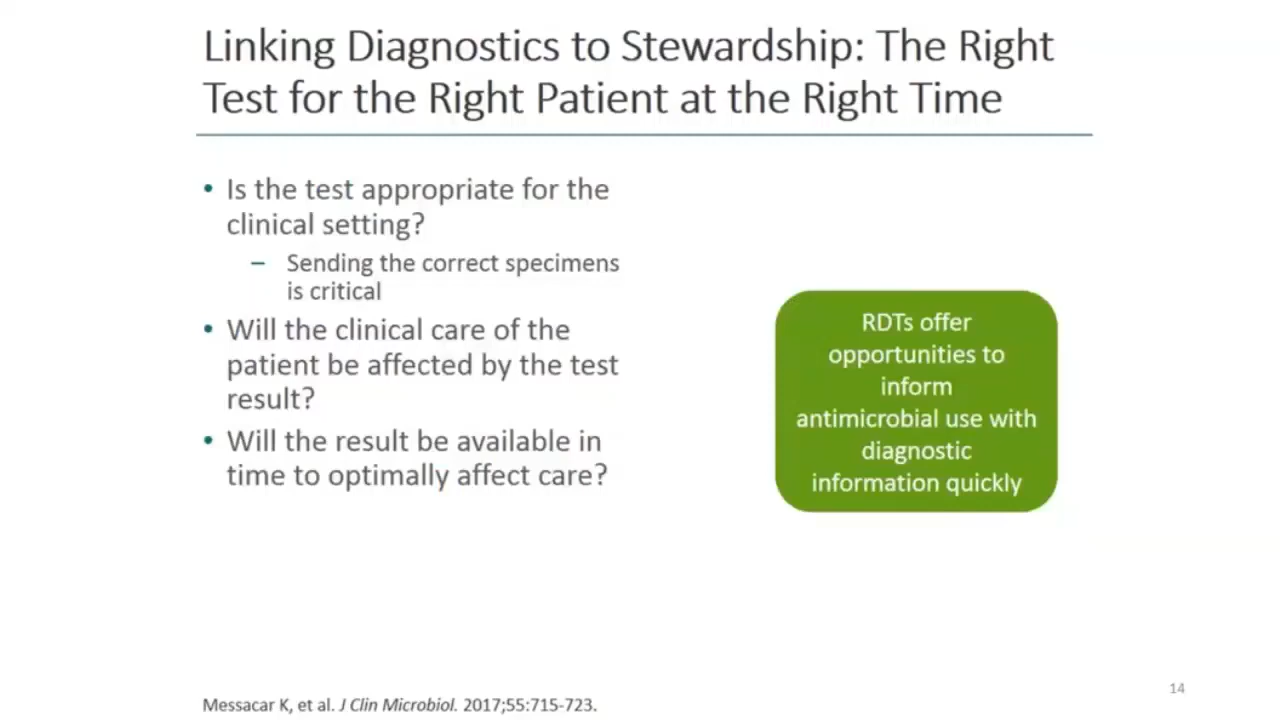 Linking Diagnostics to Stewardship: The Right
Test for the Right Patient at the Right Time
• Is the test appropriate for the
clinical setting?
– Sending the correct specimens
is critical
• Will the clinical care of the
patient be affected by the test
result?
• Will the result be available in
time to optimally affect care?
RDTs offer
opportunities to
inform
antimicrobial use with
diagnostic
information quickly
Messacar K, et al. J Clin Microbiol. 2017;55:715-723.
14